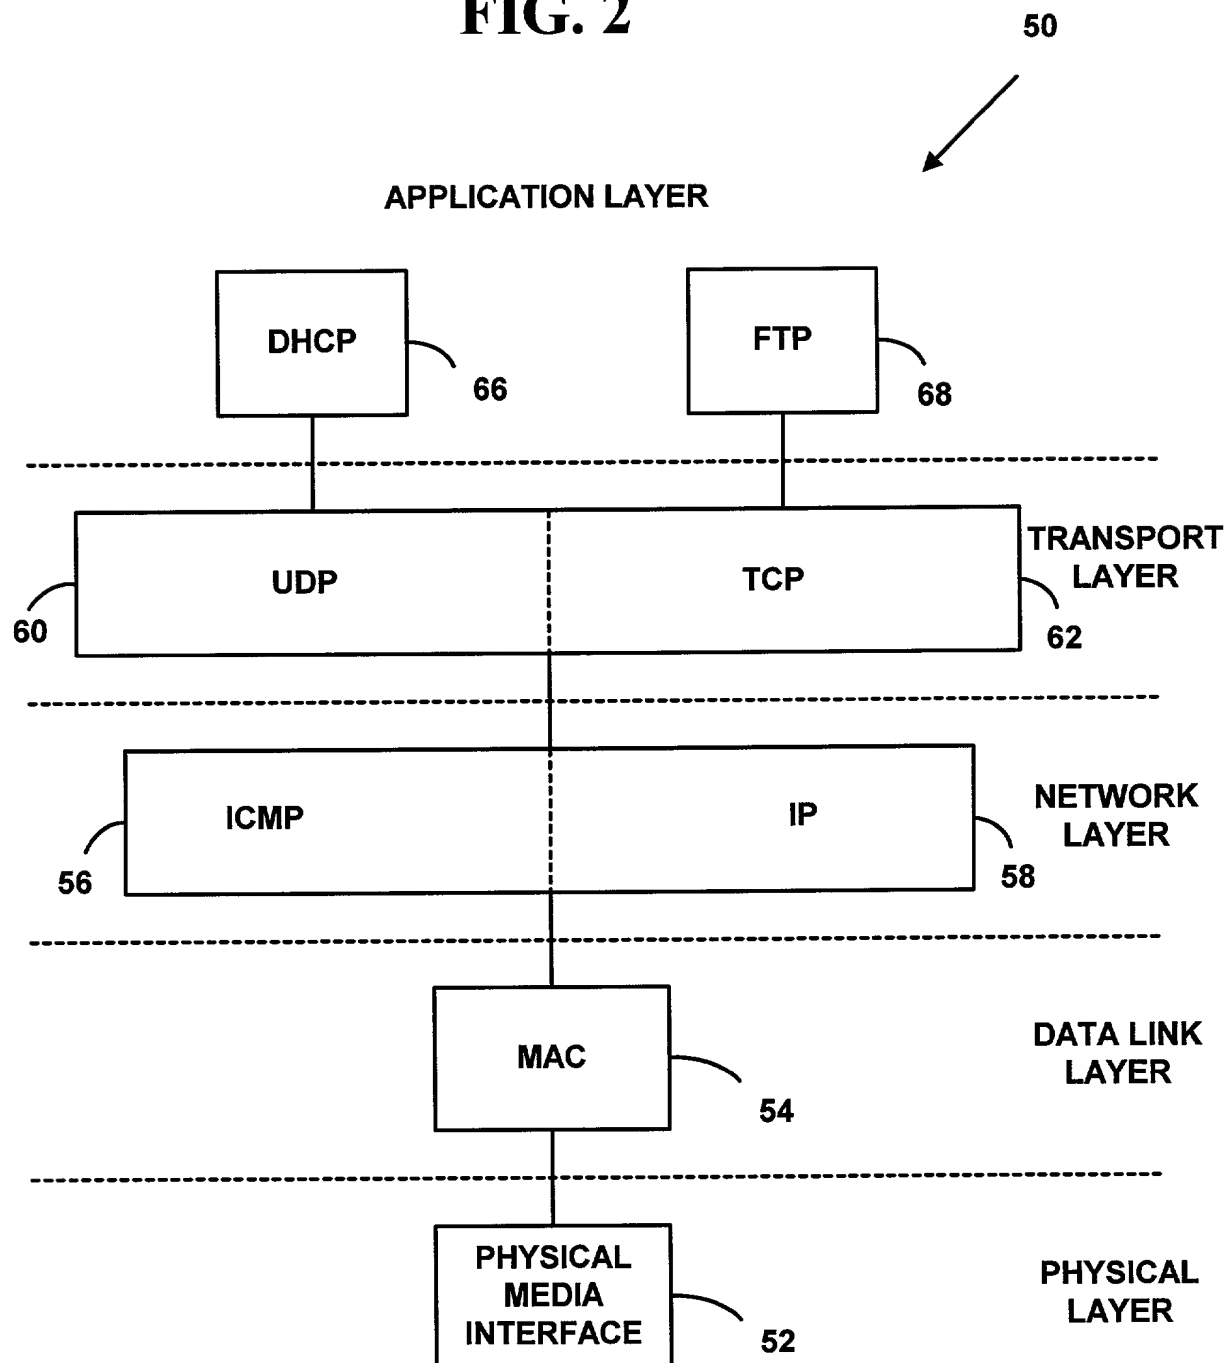 FIG. 2
50
APPLICATION LAYER
DHCP
66
FTP
68
TRANSPORT
LAYER
UDP
TCP
60
62
NETWORK
LAYER
ICMP
IP
56
58
DATA LINK
LAYER
MAC
54
PHYSICAL
MEDIA
INTERFACE
52
PHYSICAL
LAYER